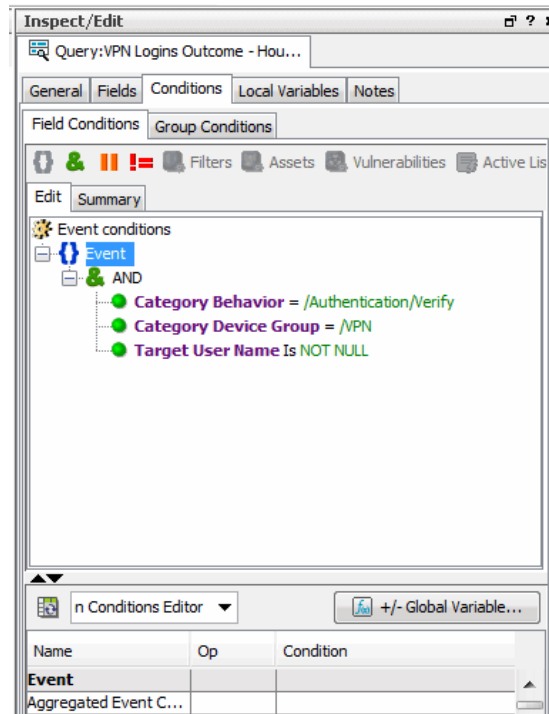 Inspect/Edit
Query:VPN Logins Outcome - Hou...
General Fields Conditions Local Variables Notes
Field Conditions Group Conditions
{} & || != Filters Assets Vulnerabilities Active Lis
Edit Summary
Event conditions
{} Event
& AND
Category Behavior = /Authentication/Verify
Category Device Group = /VPN
Target User Name Is NOT NULL
n Conditions Editor +/- Global Variable...
Name Op Condition
Event
Aggregated Event C...